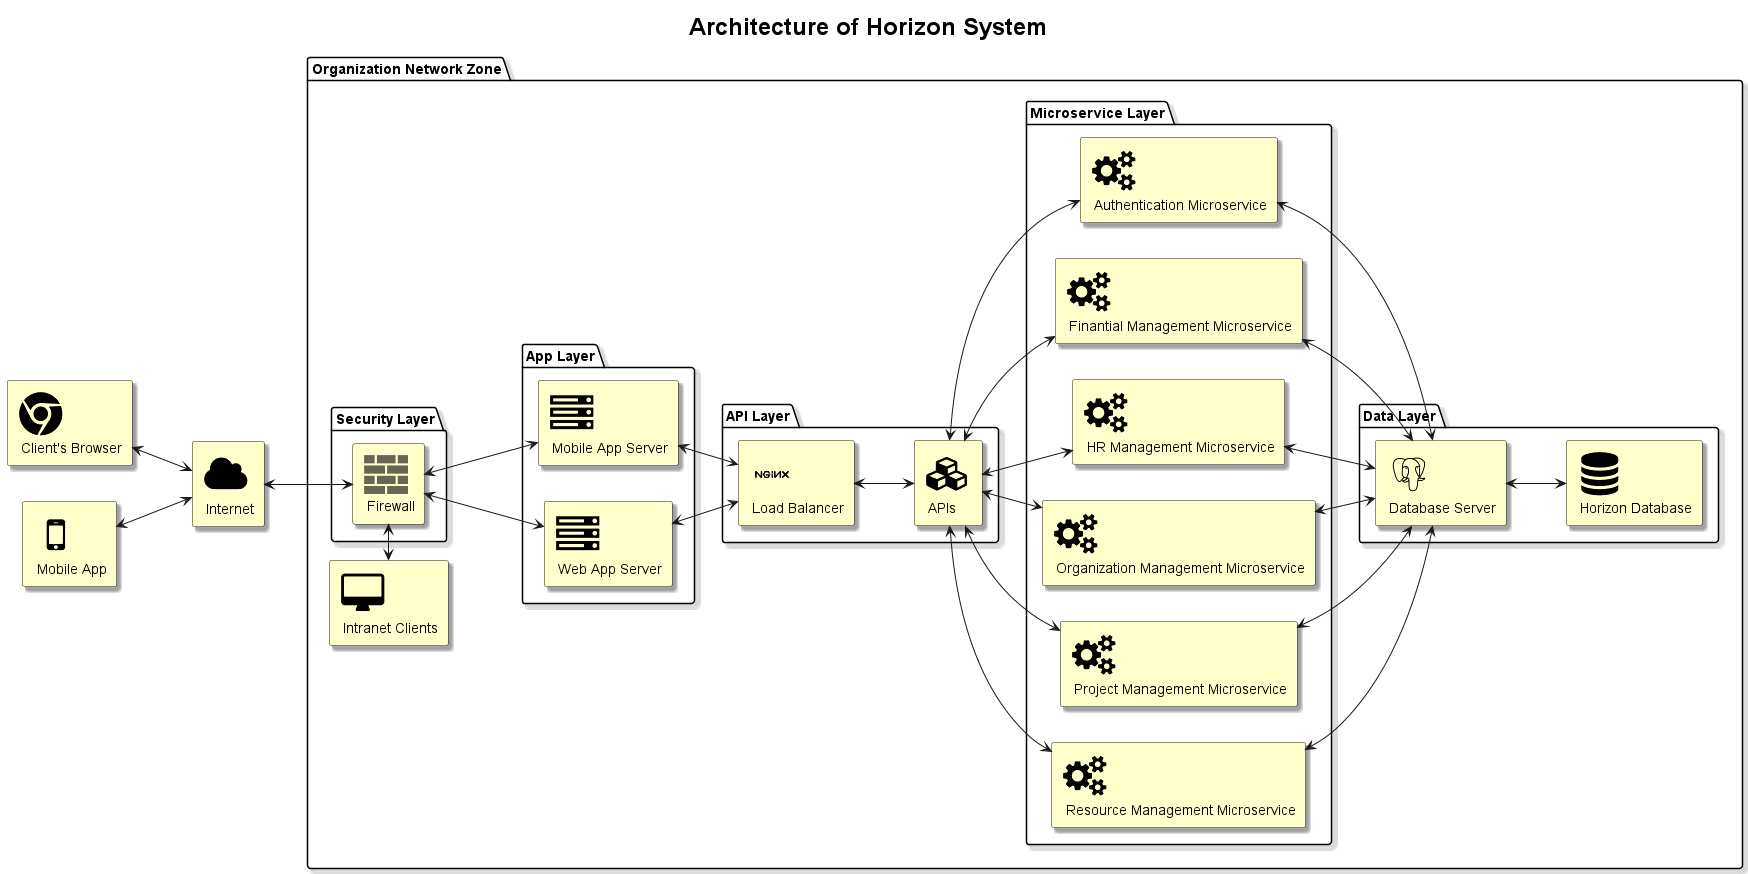 Architecture of Horizon System
Organization Network Zone
Client's Browser
Mobile App
Internet
Security Layer
Firewall
Intranet Clients
App Layer
Mobile App Server
Web App Server
API Layer
NGINX
Load Balancer
APIs
Microservice Layer
Authentication Microservice
Finantial Management Microservice
HR Management Microservice
Organization Management Microservice
Project Management Microservice
Resource Management Microservice
Data Layer
Database Server
Horizon Database